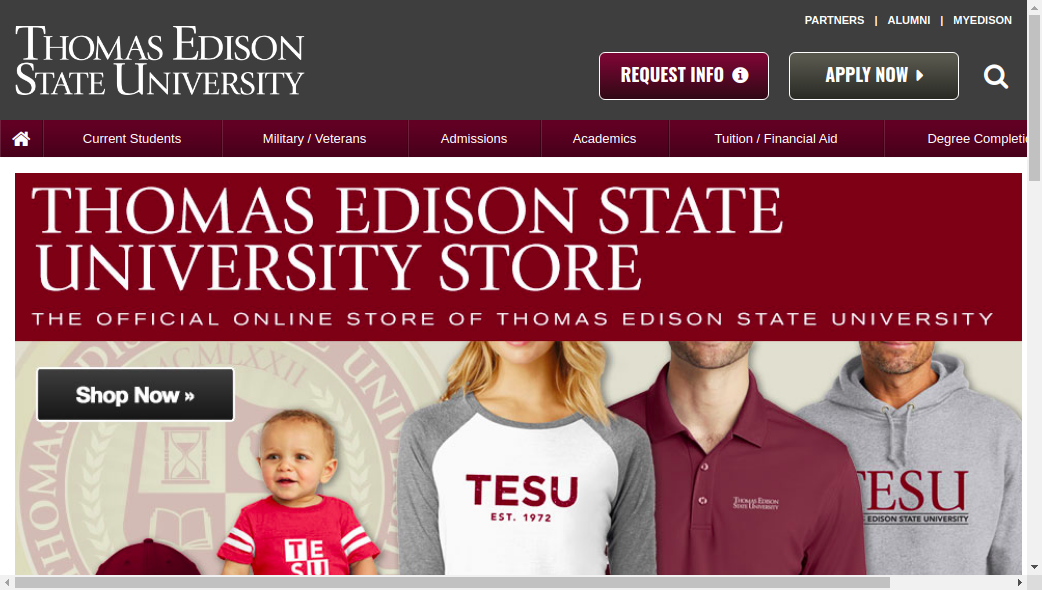 PARTNERS | ALUMNI | MYEDISON
THOMAS EDISON
STATE UNIVERSITY
REQUEST INFO
APPLY NOW
Current Students
Military / Veterans
Admissions
Academics
Tuition / Financial Aid
Degree Completi
THOMAS EDISON STATE
UNIVERSITY STORE
THE OFFICIAL ONLINE STORE OF THOMAS EDISON STATE UNIVERSITY
MCMLXXII
THOMAS
UNIVER
Shop Now »
TESU
EST. 1972
THOMAS EDISON
STATE UNIVERSITY
TESU
EDISON STATE UNIVERSITY
TE
SU